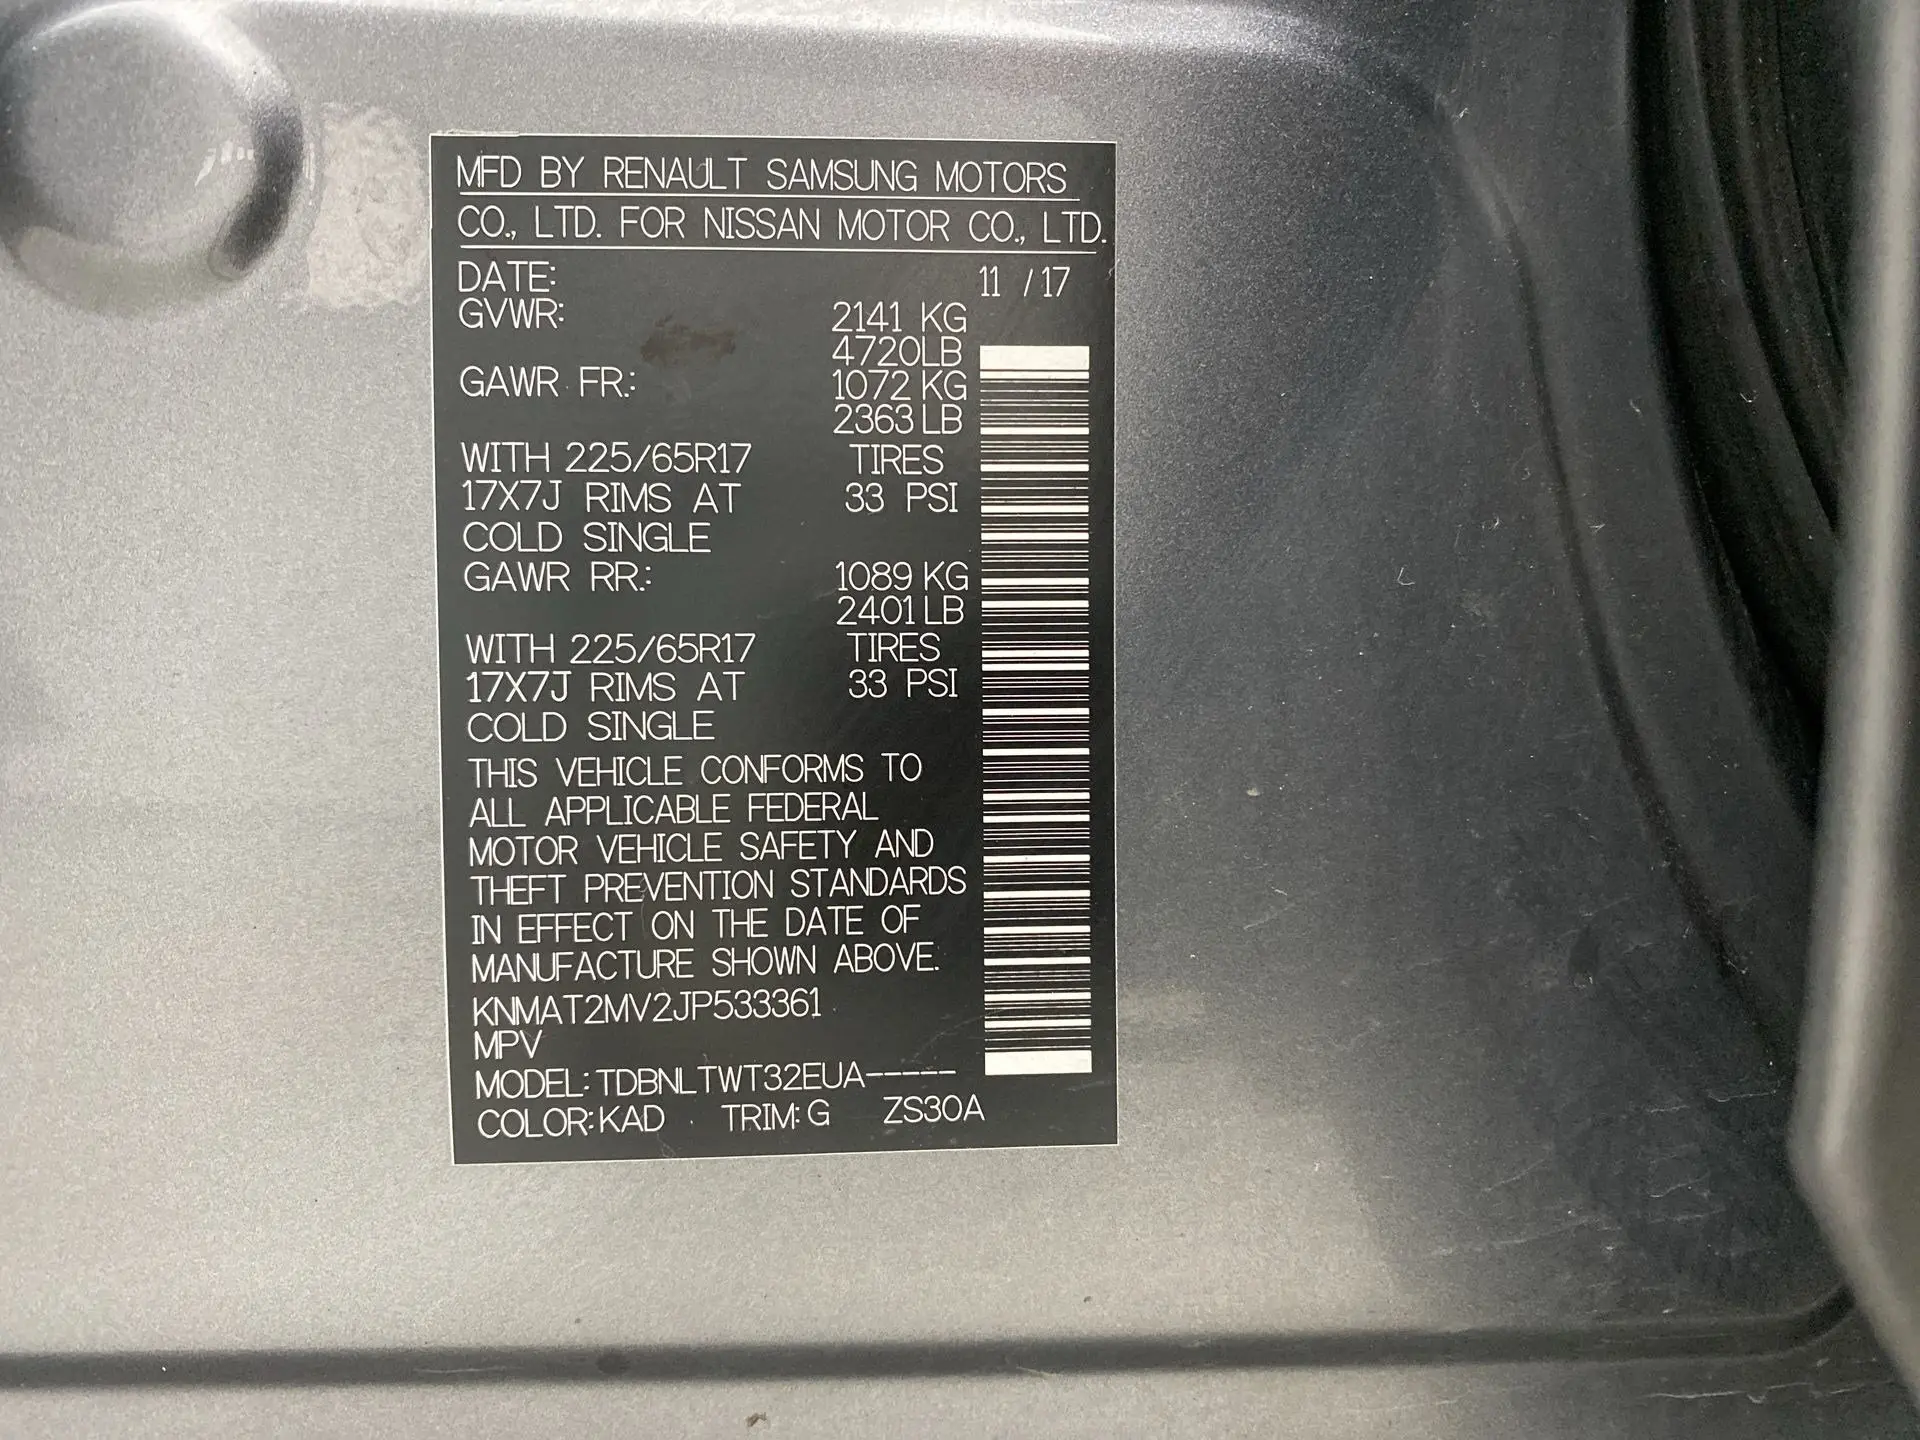 MFD BY RENAULT SAMSUNG MOTORS
CO., LTD. FOR NISSAN MOTOR CO., LTD.
DATE: 11 / 17
GVWR: 2141 KG
4720LB
GAWR FR.: 1072 KG
2363 LB
WITH 225/65R17 TIRES
17X7J RIMS AT 33 PSI
COLD SINGLE
GAWR RR.: 1089 KG
2401 LB
WITH 225/65R17 TIRES
17X7J RIMS AT 33 PSI
COLD SINGLE
THIS VEHICLE CONFORMS TO
ALL APPLICABLE FEDERAL
MOTOR VEHICLE SAFETY AND
THEFT PREVENTION STANDARDS
IN EFFECT ON THE DATE OF
MANUFACTURE SHOWN ABOVE.
KNMAT2MV2JP533361
MPV
MODEL: TDBNLTWT32EUA-----
COLOR: KAD TRIM: G ZS30A